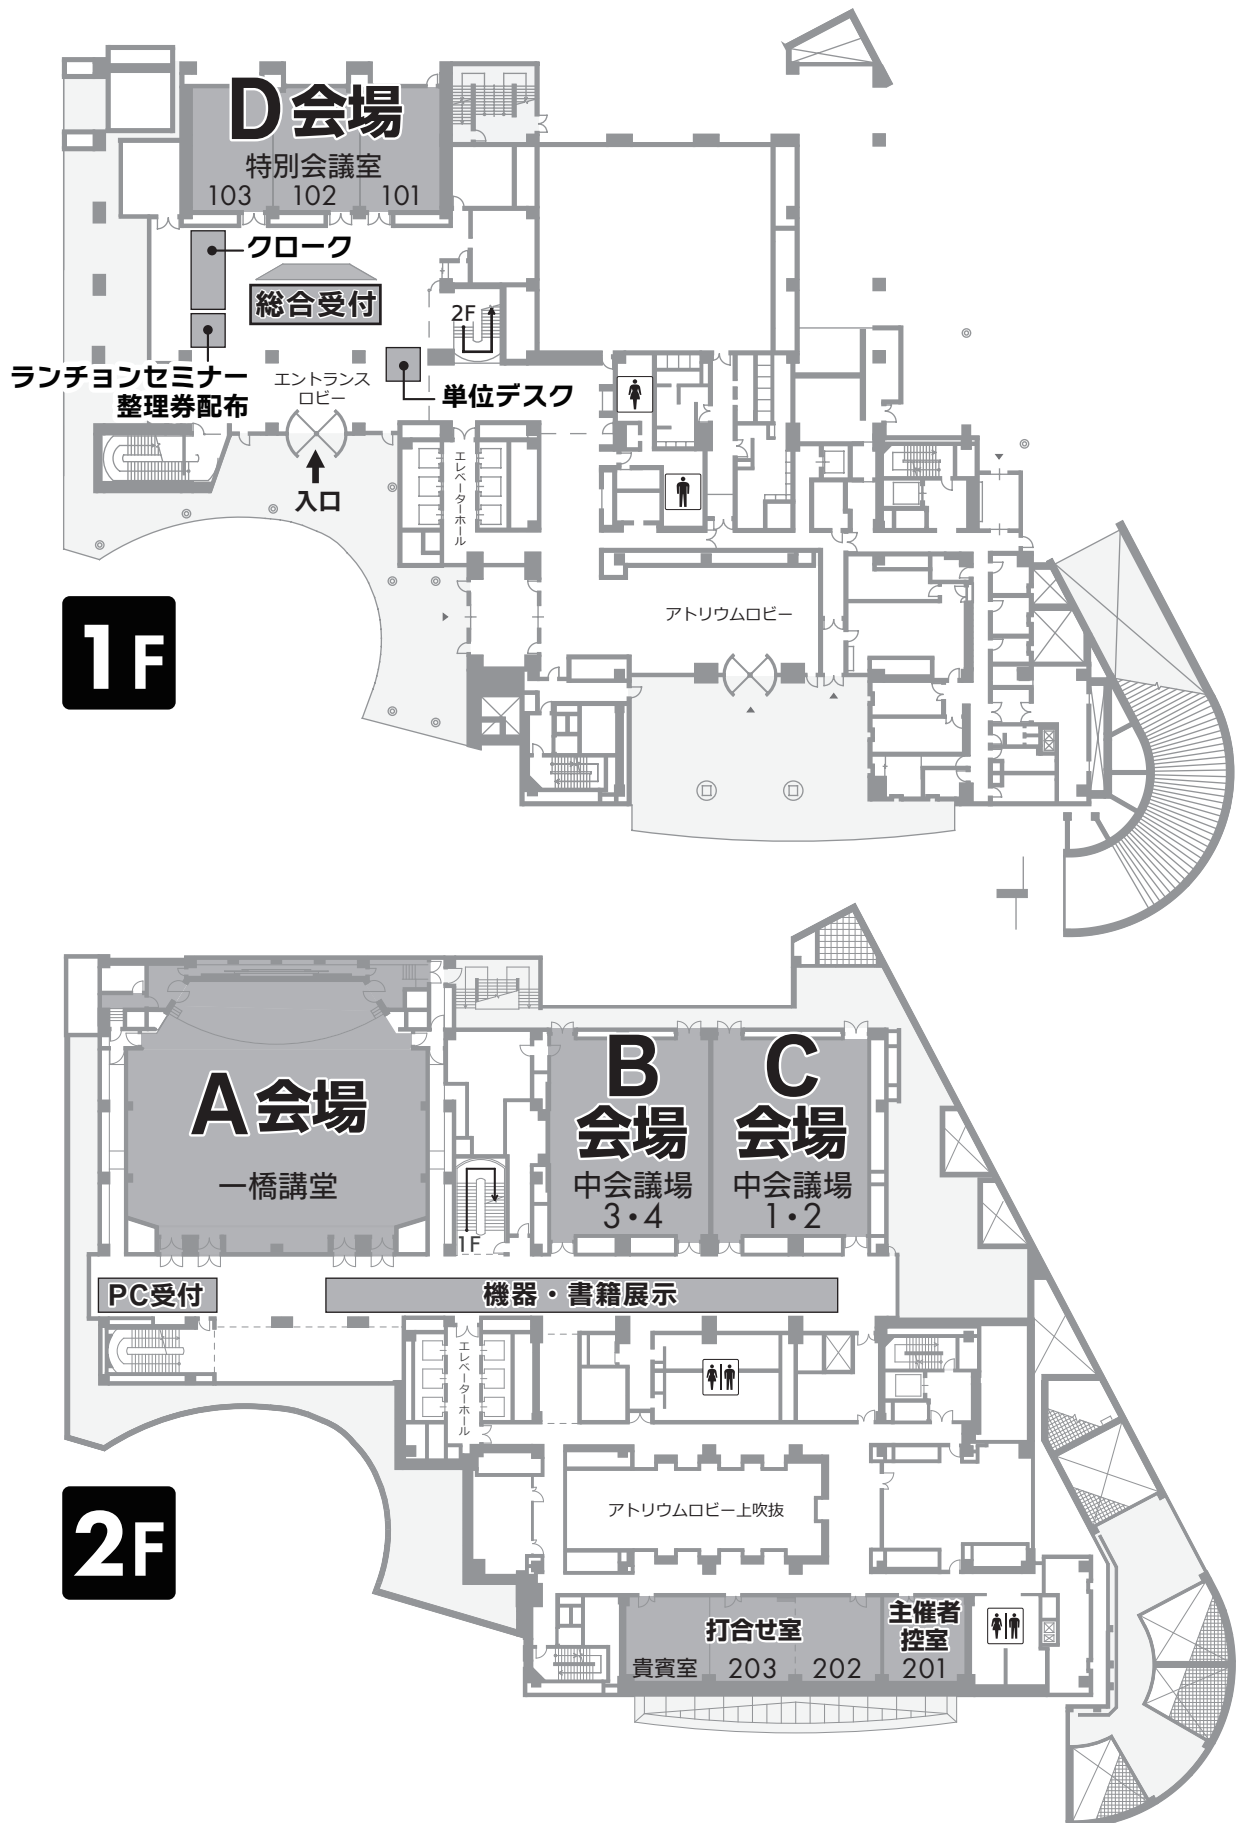 D会場
特別会議室
103 102 101
クローク
総合受付
2F
ランチョンセミナー
整理券配布
エントランス
ロビー
単位デスク
入口
エレベーターホール
アトリウムロビー
1F
A会場
一橋講堂
B
会場
中会議場
3・4
C
会場
中会議場
1・2
1F
PC受付
機器・書籍展示
エレベーターホール
アトリウムロビー上吹抜
2F
打合せ室
貴賓室 203 202
主催者
控室
201